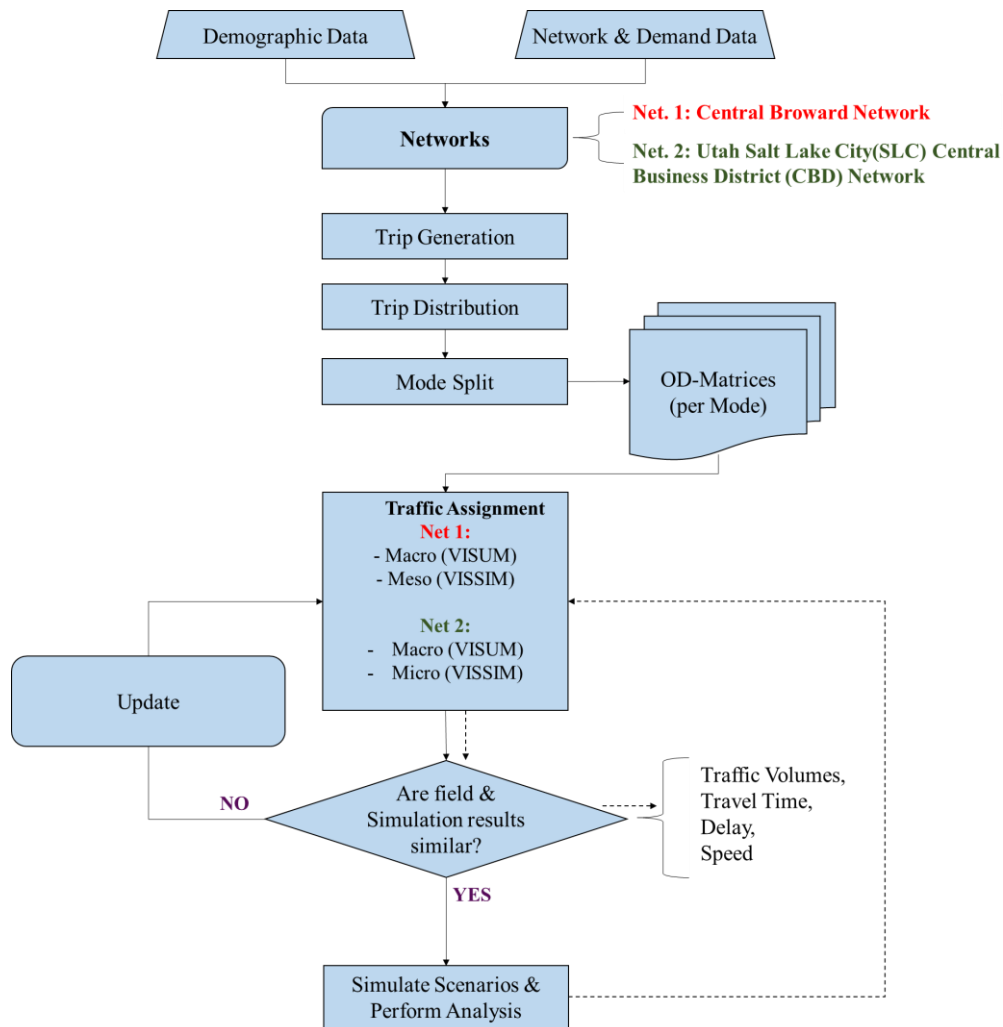 Demographic Data
Network & Demand Data
Networks
Net. 1: Central Broward Network
Net. 2: Utah Salt Lake City(SLC) Central
Business District (CBD) Network
Trip Generation
Trip Distribution
Mode Split
OD-Matrices
(per Mode)
Traffic Assignment
Net 1:
- Macro (VISUM)
- Meso (VISSIM)
Net 2:
- Macro (VISUM)
- Micro (VISSIM)
Update
NO
Are field &
Simulation results
similar?
Traffic Volumes,
Travel Time,
Delay,
Speed
YES
Simulate Scenarios &
Perform Analysis